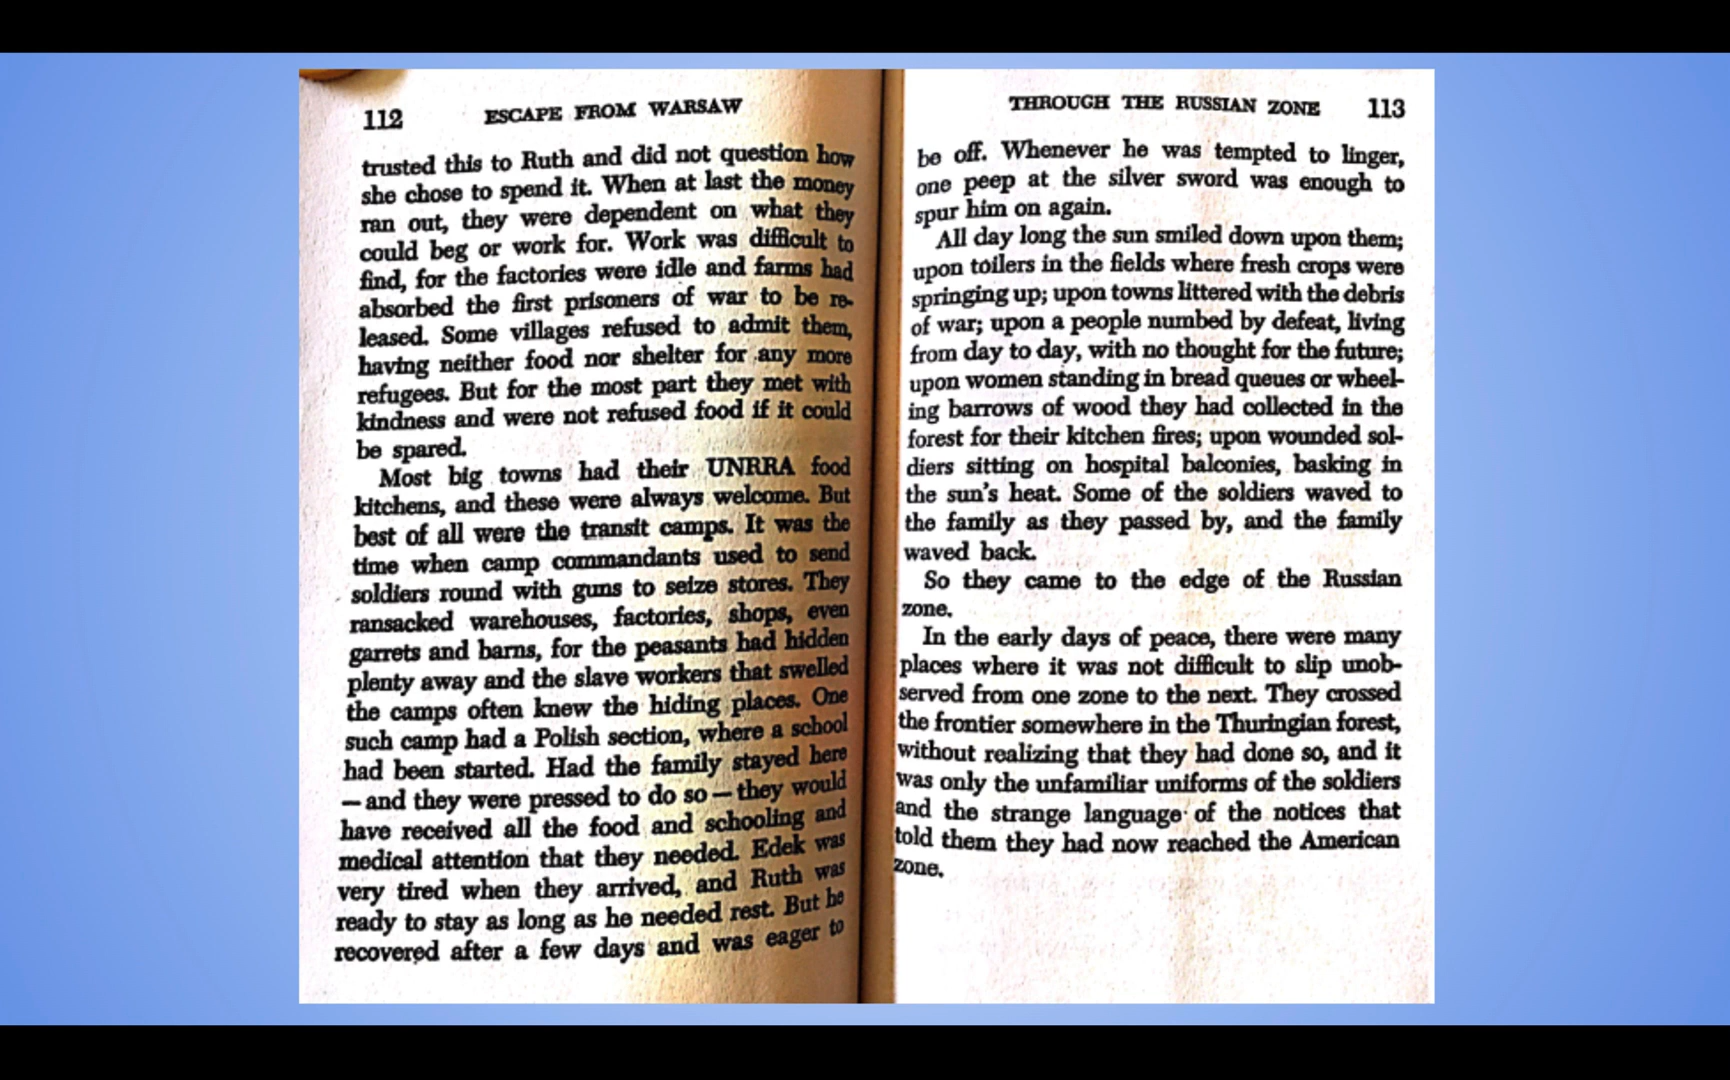 112 ESCAPE FROM WARSAW
trusted this to Ruth and did not question how
she chose to spend it. When at last the money
ran out, they were dependent on what they
could beg or work for. Work was difficult to
find, for the factories were idle and farms had
absorbed the first prisoners of war to be re-
leased. Some villages refused to admit them,
having neither food nor shelter for any more
refugees. But for the most part they met with
kindness and were not refused food if it could
be spared.
Most big towns had their UNRRA food
kitchens, and these were always welcome. But
best of all were the transit camps. It was the
time when camp commandants used to send
soldiers round with guns to seize stores. They
ransacked warehouses, factories, shops, even
garrets and barns, for the peasants had hidden
plenty away and the slave workers that swelled
the camps often knew the hiding places. One
such camp had a Polish section, where a school
had been started. Had the family stayed here
— and they were pressed to do so — they would
have received all the food and schooling and
medical attention that they needed. Edek was
very tired when they arrived, and Ruth was
ready to stay as long as he needed rest. But he
recovered after a few days and was eager to
THROUGH THE RUSSIAN ZONE 113
be off. Whenever he was tempted to linger,
one peep at the silver sword was enough to
spur him on again.
All day long the sun smiled down upon them;
upon toilers in the fields where fresh crops were
springing up; upon towns littered with the debris
of war; upon a people numbed by defeat, living
from day to day, with no thought for the future;
upon women standing in bread queues or wheel-
ing barrows of wood they had collected in the
forest for their kitchen fires; upon wounded sol-
diers sitting on hospital balconies, basking in
the sun's heat. Some of the soldiers waved to
the family as they passed by, and the family
waved back.
So they came to the edge of the Russian
zone.
In the early days of peace, there were many
places where it was not difficult to slip unob-
served from one zone to the next. They crossed
the frontier somewhere in the Thuringian forest,
without realizing that they had done so, and it
was only the unfamiliar uniforms of the soldiers
and the strange language of the notices that
told them they had now reached the American
zone.